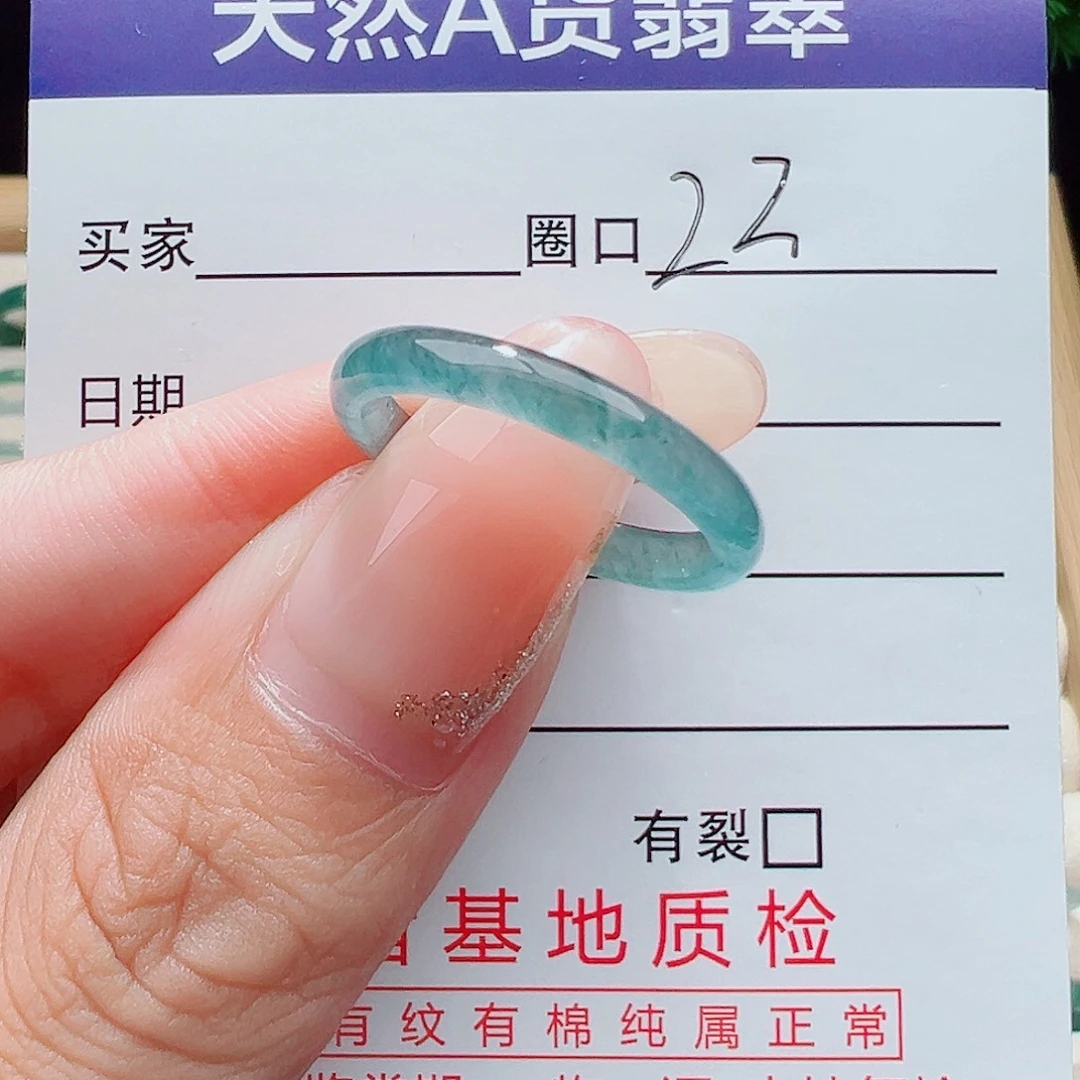 天然A货翡翠
买家 圈口 22
日期
有裂
基地质检
有纹有棉纯属正常